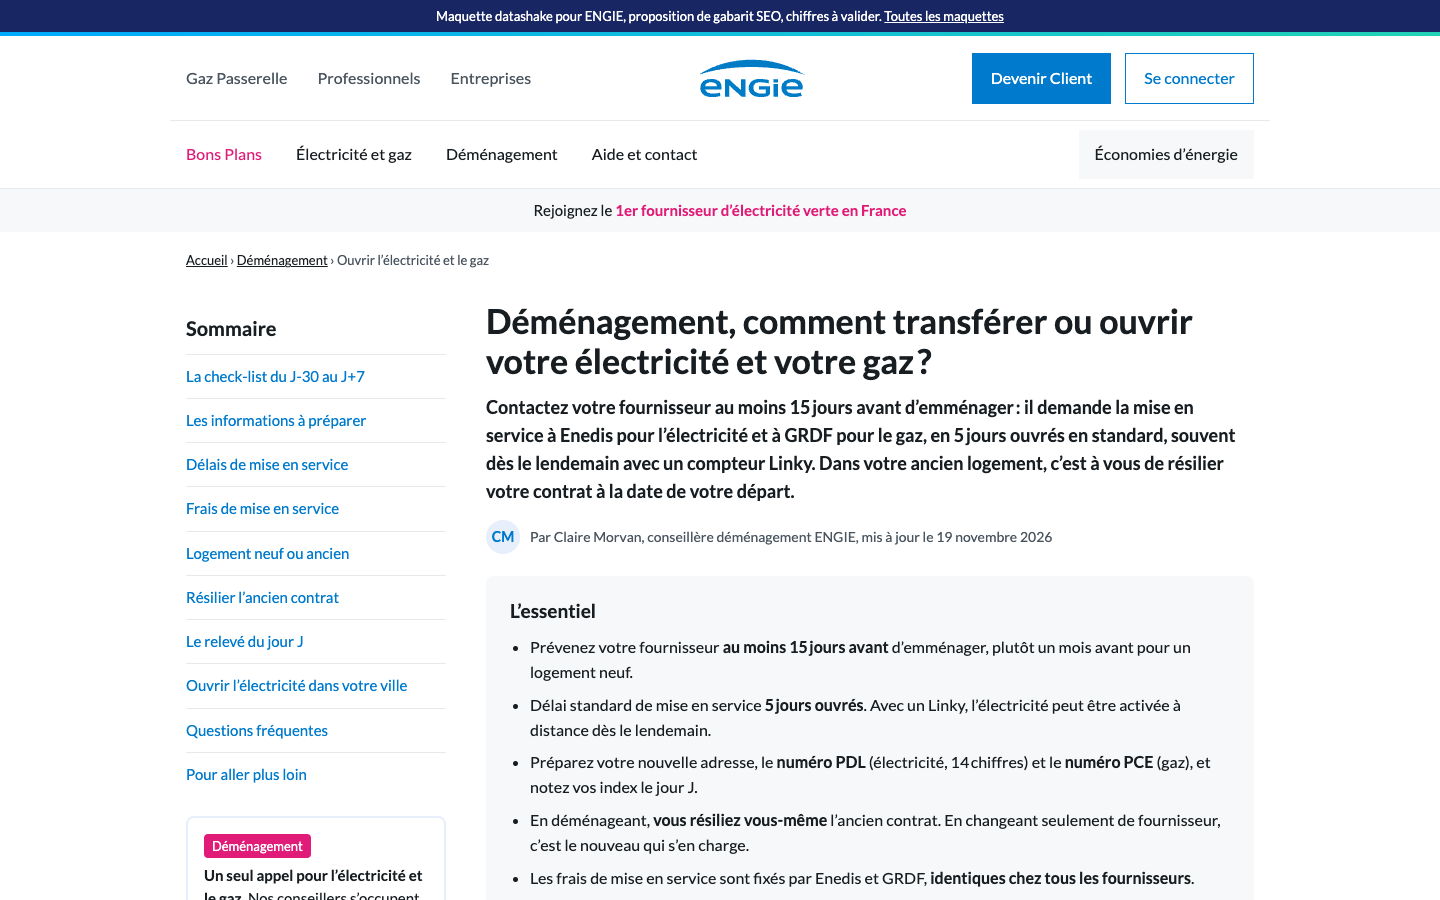 Maquette datashake pour ENGIE, proposition de gabarit SEO, chiffres à valider. Toutes les maquettes
Gaz Passerelle
Professionnels
Entreprises
ENGIE
Devenir Client
Se connecter
Bons Plans
Électricité et gaz
Déménagement
Aide et contact
Économies d’énergie
Rejoignez le 1er fournisseur d’électricité verte en France
Accueil › Déménagement › Ouvrir l’électricité et le gaz
Sommaire
La check-list du J-30 au J+7
Les informations à préparer
Délais de mise en service
Frais de mise en service
Logement neuf ou ancien
Résilier l’ancien contrat
Le relevé du jour J
Ouvrir l’électricité dans votre ville
Questions fréquentes
Pour aller plus loin
Déménagement
Un seul appel pour l’électricité et
le gaz. Nos conseillers s’occupent
Déménagement, comment transférer ou ouvrir
votre électricité et votre gaz ?
Contactez votre fournisseur au moins 15 jours avant d’emménager : il demande la mise en
service à Enedis pour l’électricité et à GRDF pour le gaz, en 5 jours ouvrés en standard, souvent
dès le lendemain avec un compteur Linky. Dans votre ancien logement, c’est à vous de résilier
votre contrat à la date de votre départ.
CM
Par Claire Morvan, conseillère déménagement ENGIE, mis à jour le 19 novembre 2026
L’essentiel
• Prévenez votre fournisseur au moins 15 jours avant d’emménager, plutôt un mois avant pour un
logement neuf.
• Délai standard de mise en service 5 jours ouvrés. Avec un Linky, l’électricité peut être activée à
distance dès le lendemain.
• Préparez votre nouvelle adresse, le numéro PDL (électricité, 14 chiffres) et le numéro PCE (gaz), et
notez vos index le jour J.
• En déménageant, vous résiliez vous-même l’ancien contrat. En changeant seulement de fournisseur,
c’est le nouveau qui s’en charge.
• Les frais de mise en service sont fixés par Enedis et GRDF, identiques chez tous les fournisseurs.